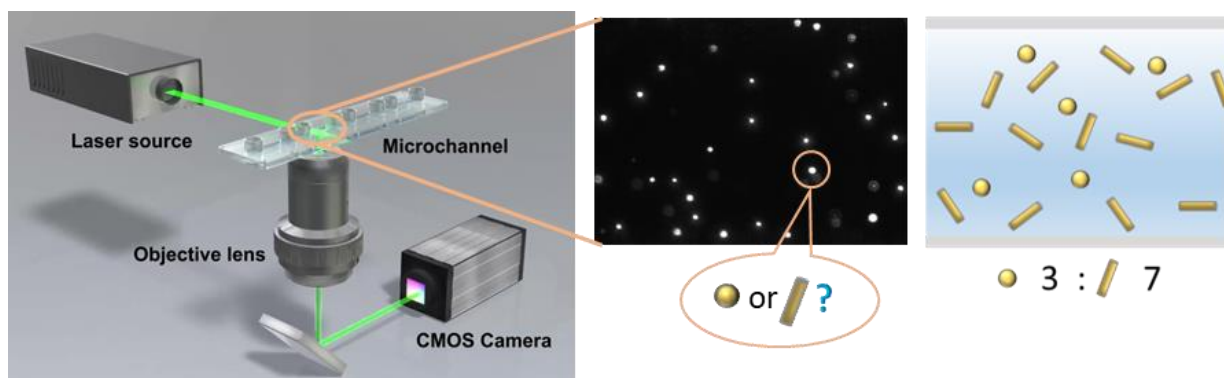 Laser source
Microchannel
Objective lens
CMOS Camera
or ?
3 : 7